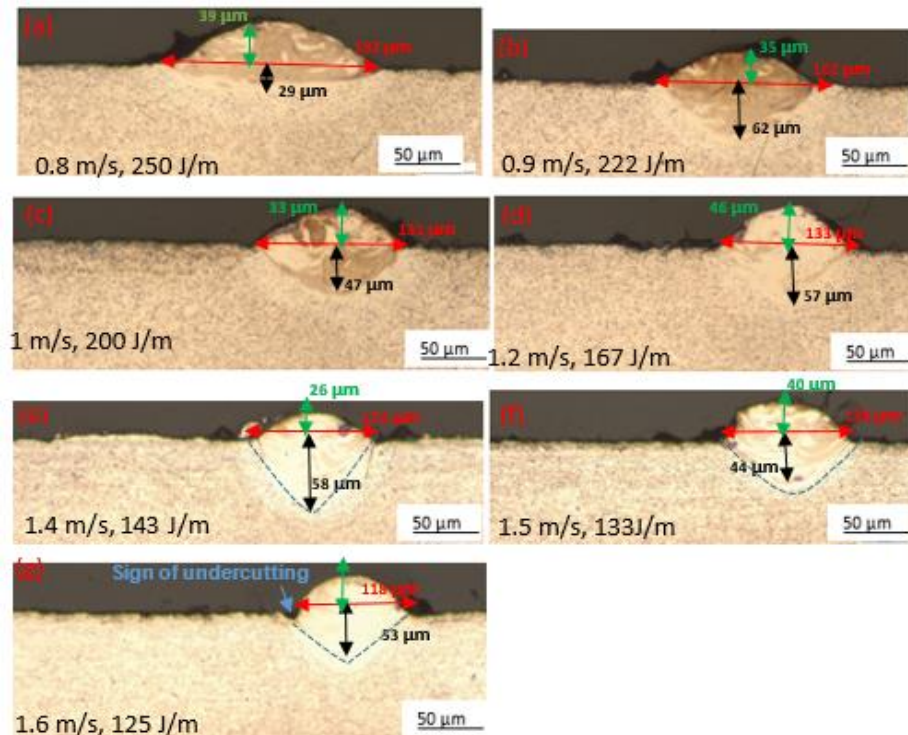 (a)
39 µm
29 µm
0.8 m/s, 250 J/m
50 µm
(b)
35 µm
162 µm
62 µm
0.9 m/s, 222 J/m
50 µm
(c)
33 µm
47 µm
1 m/s, 200 J/m
50 µm
(d)
46 µm
133 µm
57 µm
1.2 m/s, 167 J/m
50 µm
(e)
26 µm
58 µm
1.4 m/s, 143 J/m
50 µm
(f)
40 µm
44 µm
1.5 m/s, 133J/m
50 µm
(g)
Sign of undercutting
118 µm
53 µm
1.6 m/s, 125 J/m
50 µm